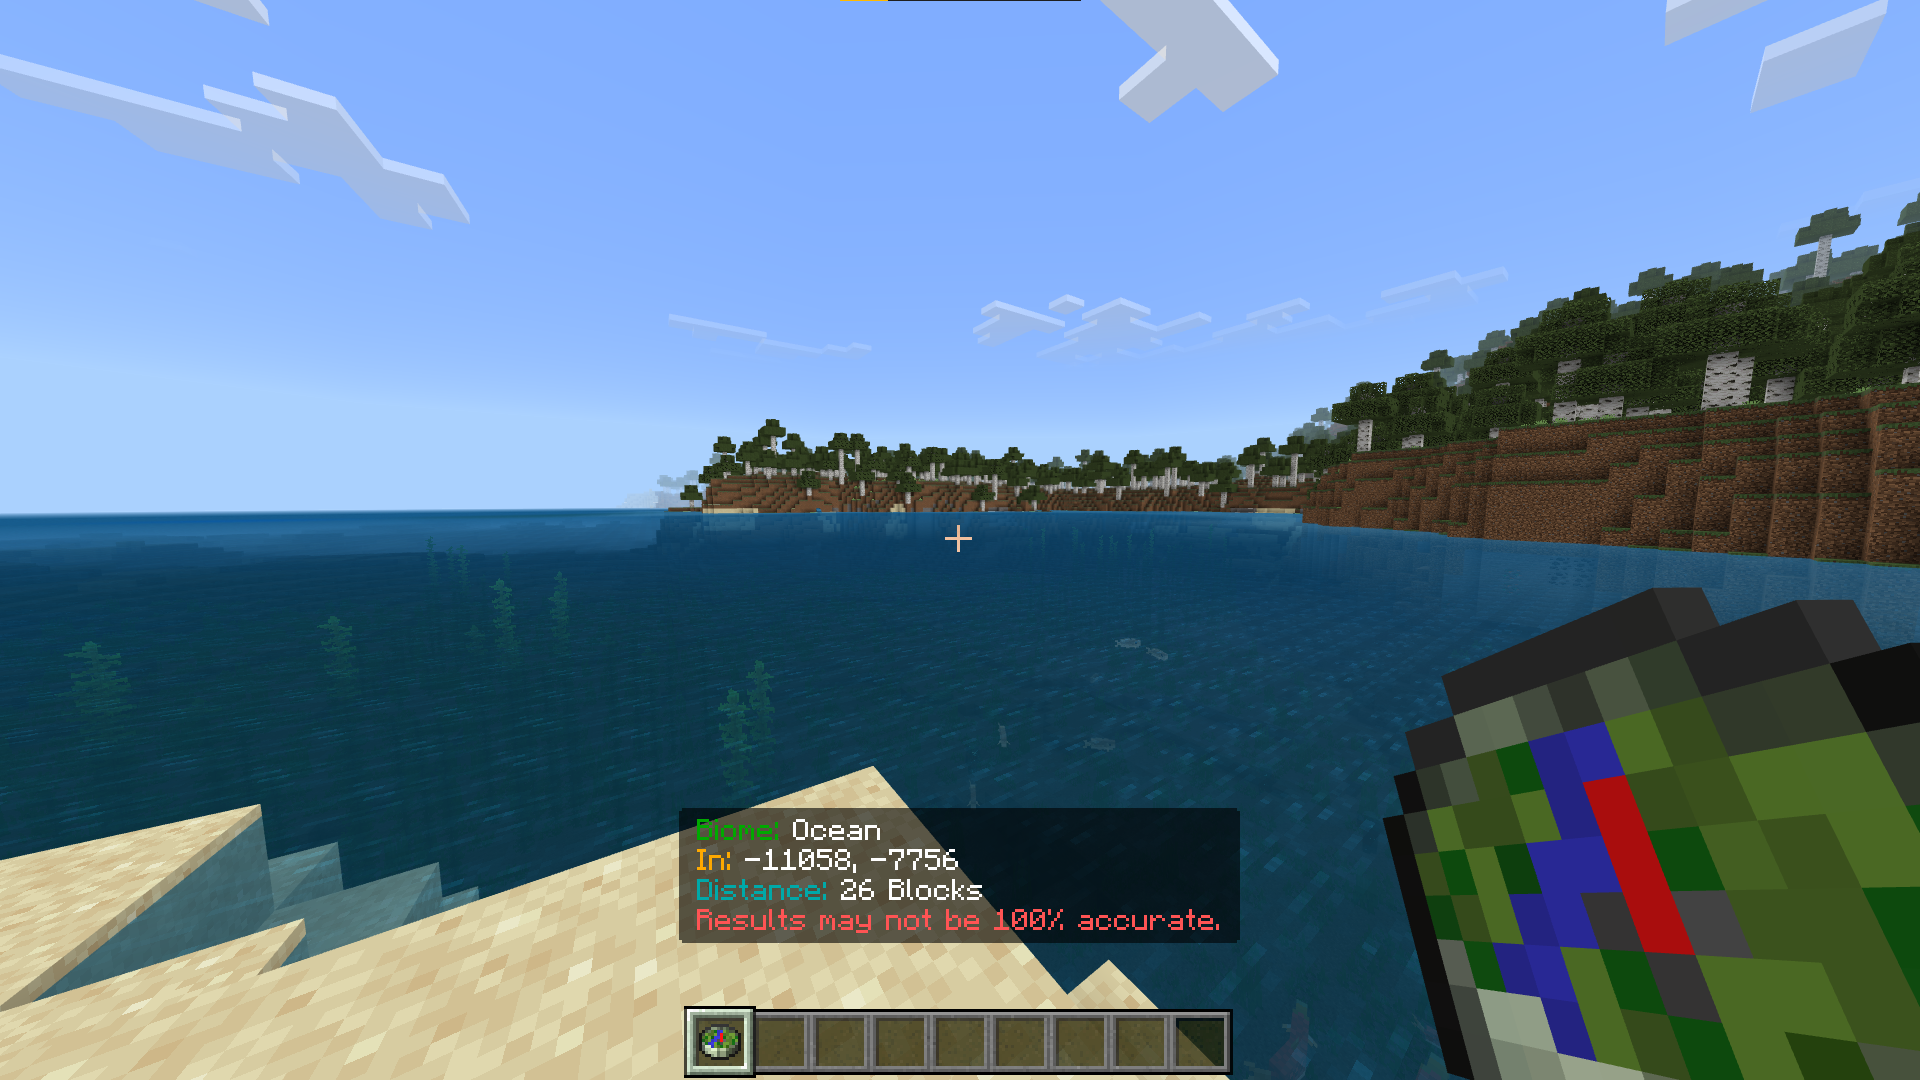 Biome: Ocean
In: -11058, -7756
Distance: 26 Blocks
Results may not be 100% accurate.